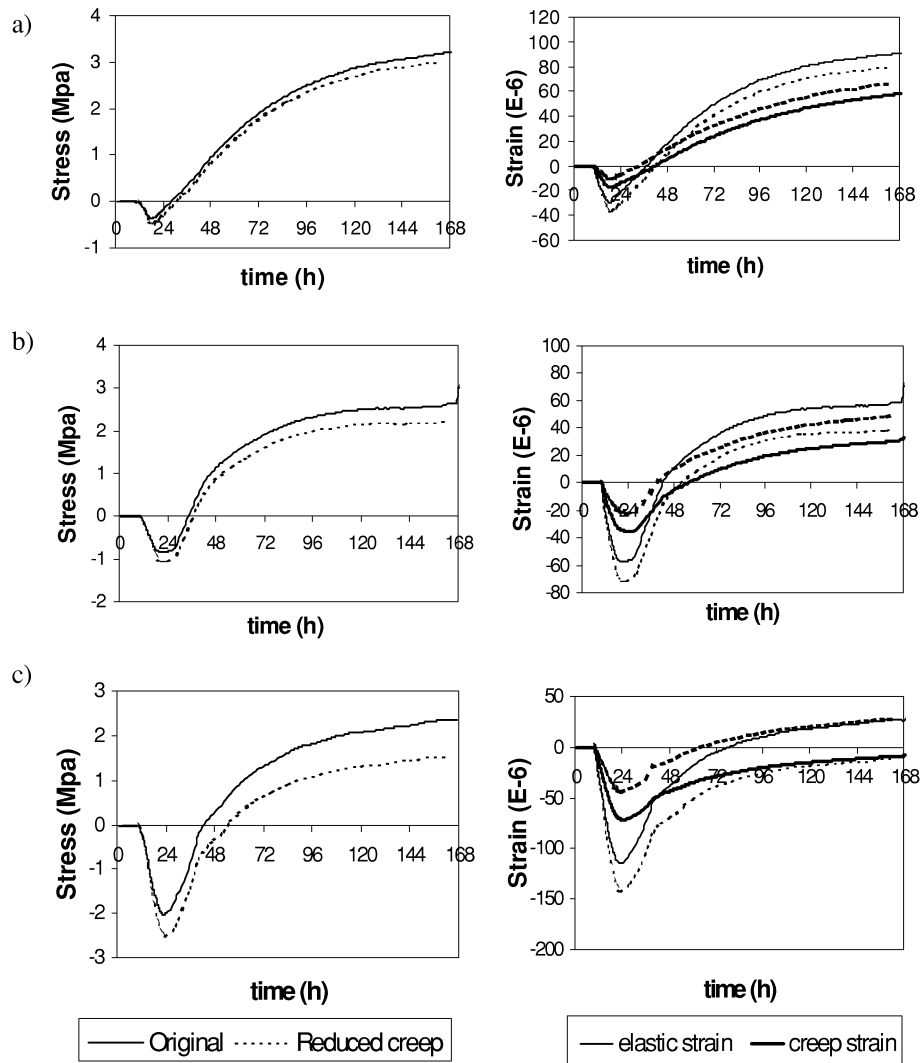 a)
Stress (Mpa)
4
3
2
1
0
-1
0 24 48 72 96 120 144 168
time (h)
Strain (E-6)
120
100
80
60
40
20
0
-20
-40
-60
0 24 48 72 96 120 144 168
time (h)
b)
Stress (Mpa)
4
3
2
1
0
-1
-2
0 24 48 72 96 120 144 168
time (h)
Strain (E-6)
100
80
60
40
20
0
-20
-40
-60
-80
0 24 48 72 96 120 144 168
time (h)
c)
Stress (Mpa)
3
2
1
0
-1
-2
-3
0 24 48 72 96 120 144 168
time (h)
Strain (E-6)
50
0
-50
-100
-150
-200
0 24 48 72 96 120 144 168
time (h)
Original Reduced creep
elastic strain creep strain